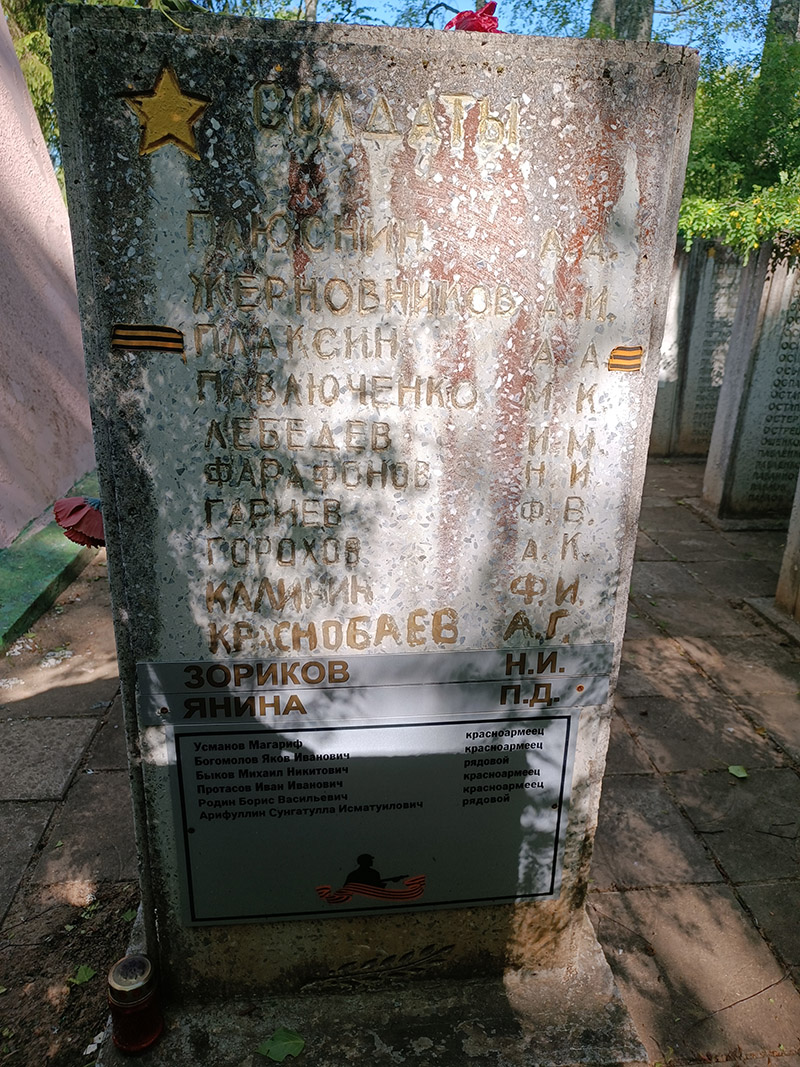 СОЛДАТЫ
ПЛЮСНИН А.Д.
ЖЕРНОВНИКОВ А.И.
ПЛАКСИН А.А.
ПАВЛЮЧЕНКО М.К.
ЛЕБЕДЕВ И.М.
ФАРАФОНОВ Н.И.
ГАРИЕВ Ф.В.
ГОРОХОВ А.К.
КАЛИНИН Ф.И.
КРАСНОБАЕВ А.Г.
ЗОРИКОВ Н.И.
ЯНИНА П.Д.
Усманов Магариф красноармеец
Богомолов Яков Иванович красноармеец
Быков Михаил Никитович рядовой
Протасов Иван Иванович красноармеец
Родин Борис Васильевич красноармеец
Арифуллин Сунгатулла Исматуилович рядовой